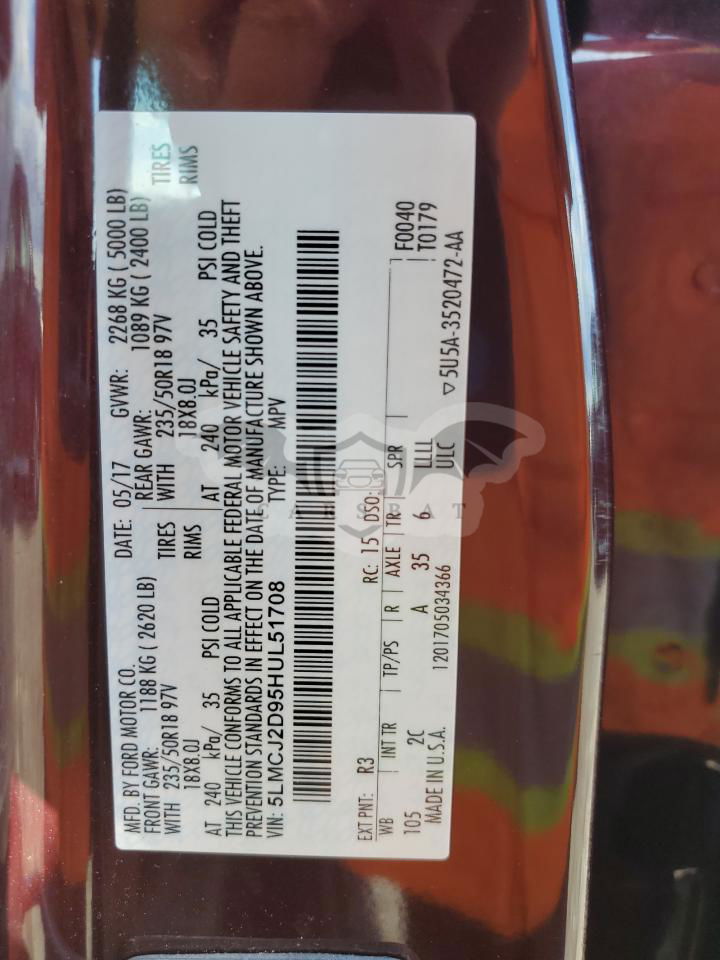 MFD. BY FORD MOTOR CO. DATE: 05/17 GVWR: 2268 KG ( 5000 LB)
FRONT GAWR: 1188 KG ( 2620 LB) REAR GAWR: 1089 KG ( 2400 LB)
WITH 235/50R18 97V TIRES WITH 235/50R18 97V TIRES
18X8.0J RIMS 18X8.0J RIMS
AT 240 kPa/ 35 PSI COLD AT 240 kPa/ 35 PSI COLD
THIS VEHICLE CONFORMS TO ALL APPLICABLE FEDERAL MOTOR VEHICLE SAFETY AND THEFT
PREVENTION STANDARDS IN EFFECT ON THE DATE OF MANUFACTURE SHOWN ABOVE.
VIN: 5LMCJ2D95HUL51708 TYPE: MPV
EXT PNT: R3 RC: 15 DSO: F0040
WB INT TR TP/PS R AXLE TR SPR T0179
105 2C A 35 6 LLLL
MADE IN U.S.A. 1201705034366 ULC ▽5U5A-3520472-AA
CARSBAT